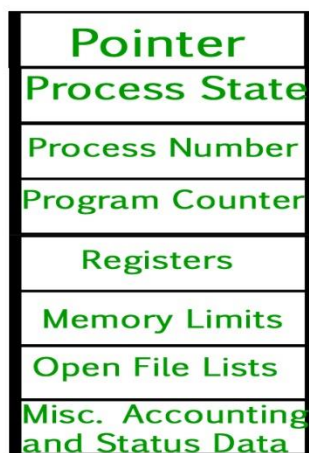 Pointer
Process State
Process Number
Program Counter
Registers
Memory Limits
Open File Lists
Misc. Accounting
and Status Data